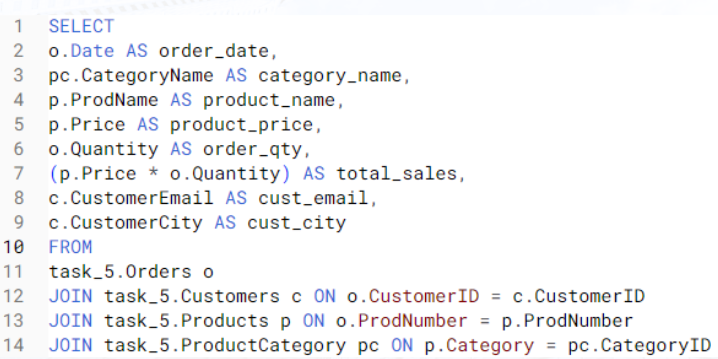 1 SELECT
2 o.Date AS order_date,
3 pc.CategoryName AS category_name,
4 p.ProdName AS product_name,
5 p.Price AS product_price,
6 o.Quantity AS order_qty,
7 (p.Price * o.Quantity) AS total_sales,
8 c.CustomerEmail AS cust_email,
9 c.CustomerCity AS cust_city
10 FROM
11 task_5.Orders o
12 JOIN task_5.Customers c ON o.CustomerID = c.CustomerID
13 JOIN task_5.Products p ON o.ProdNumber = p.ProdNumber
14 JOIN task_5.ProductCategory pc ON p.Category = pc.CategoryID